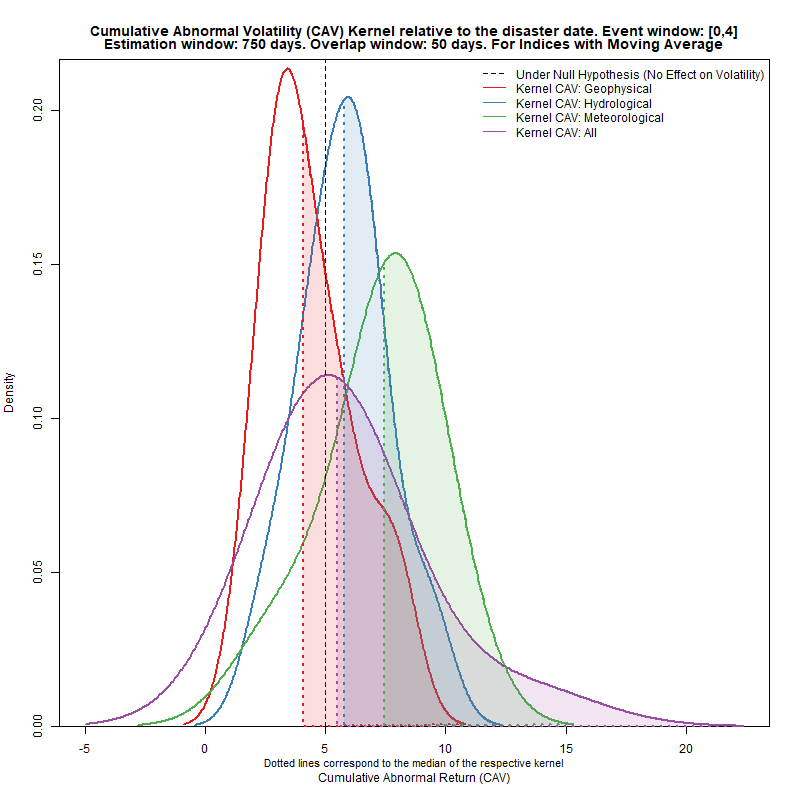 Cumulative Abnormal Volatility (CAV) Kernel relative to the disaster date. Event window: [0,4]
Estimation window: 750 days. Overlap window: 50 days. For Indices with Moving Average
Under Null Hypothesis (No Effect on Volatility)
Kernel CAV: Geophysical
Kernel CAV: Hydrological
Kernel CAV: Meteorological
Kernel CAV: All
Density
0.20
0.15
0.10
0.05
0.00
-5 0 5 10 15 20
Dotted lines correspond to the median of the respective kernel
Cumulative Abnormal Return (CAV)